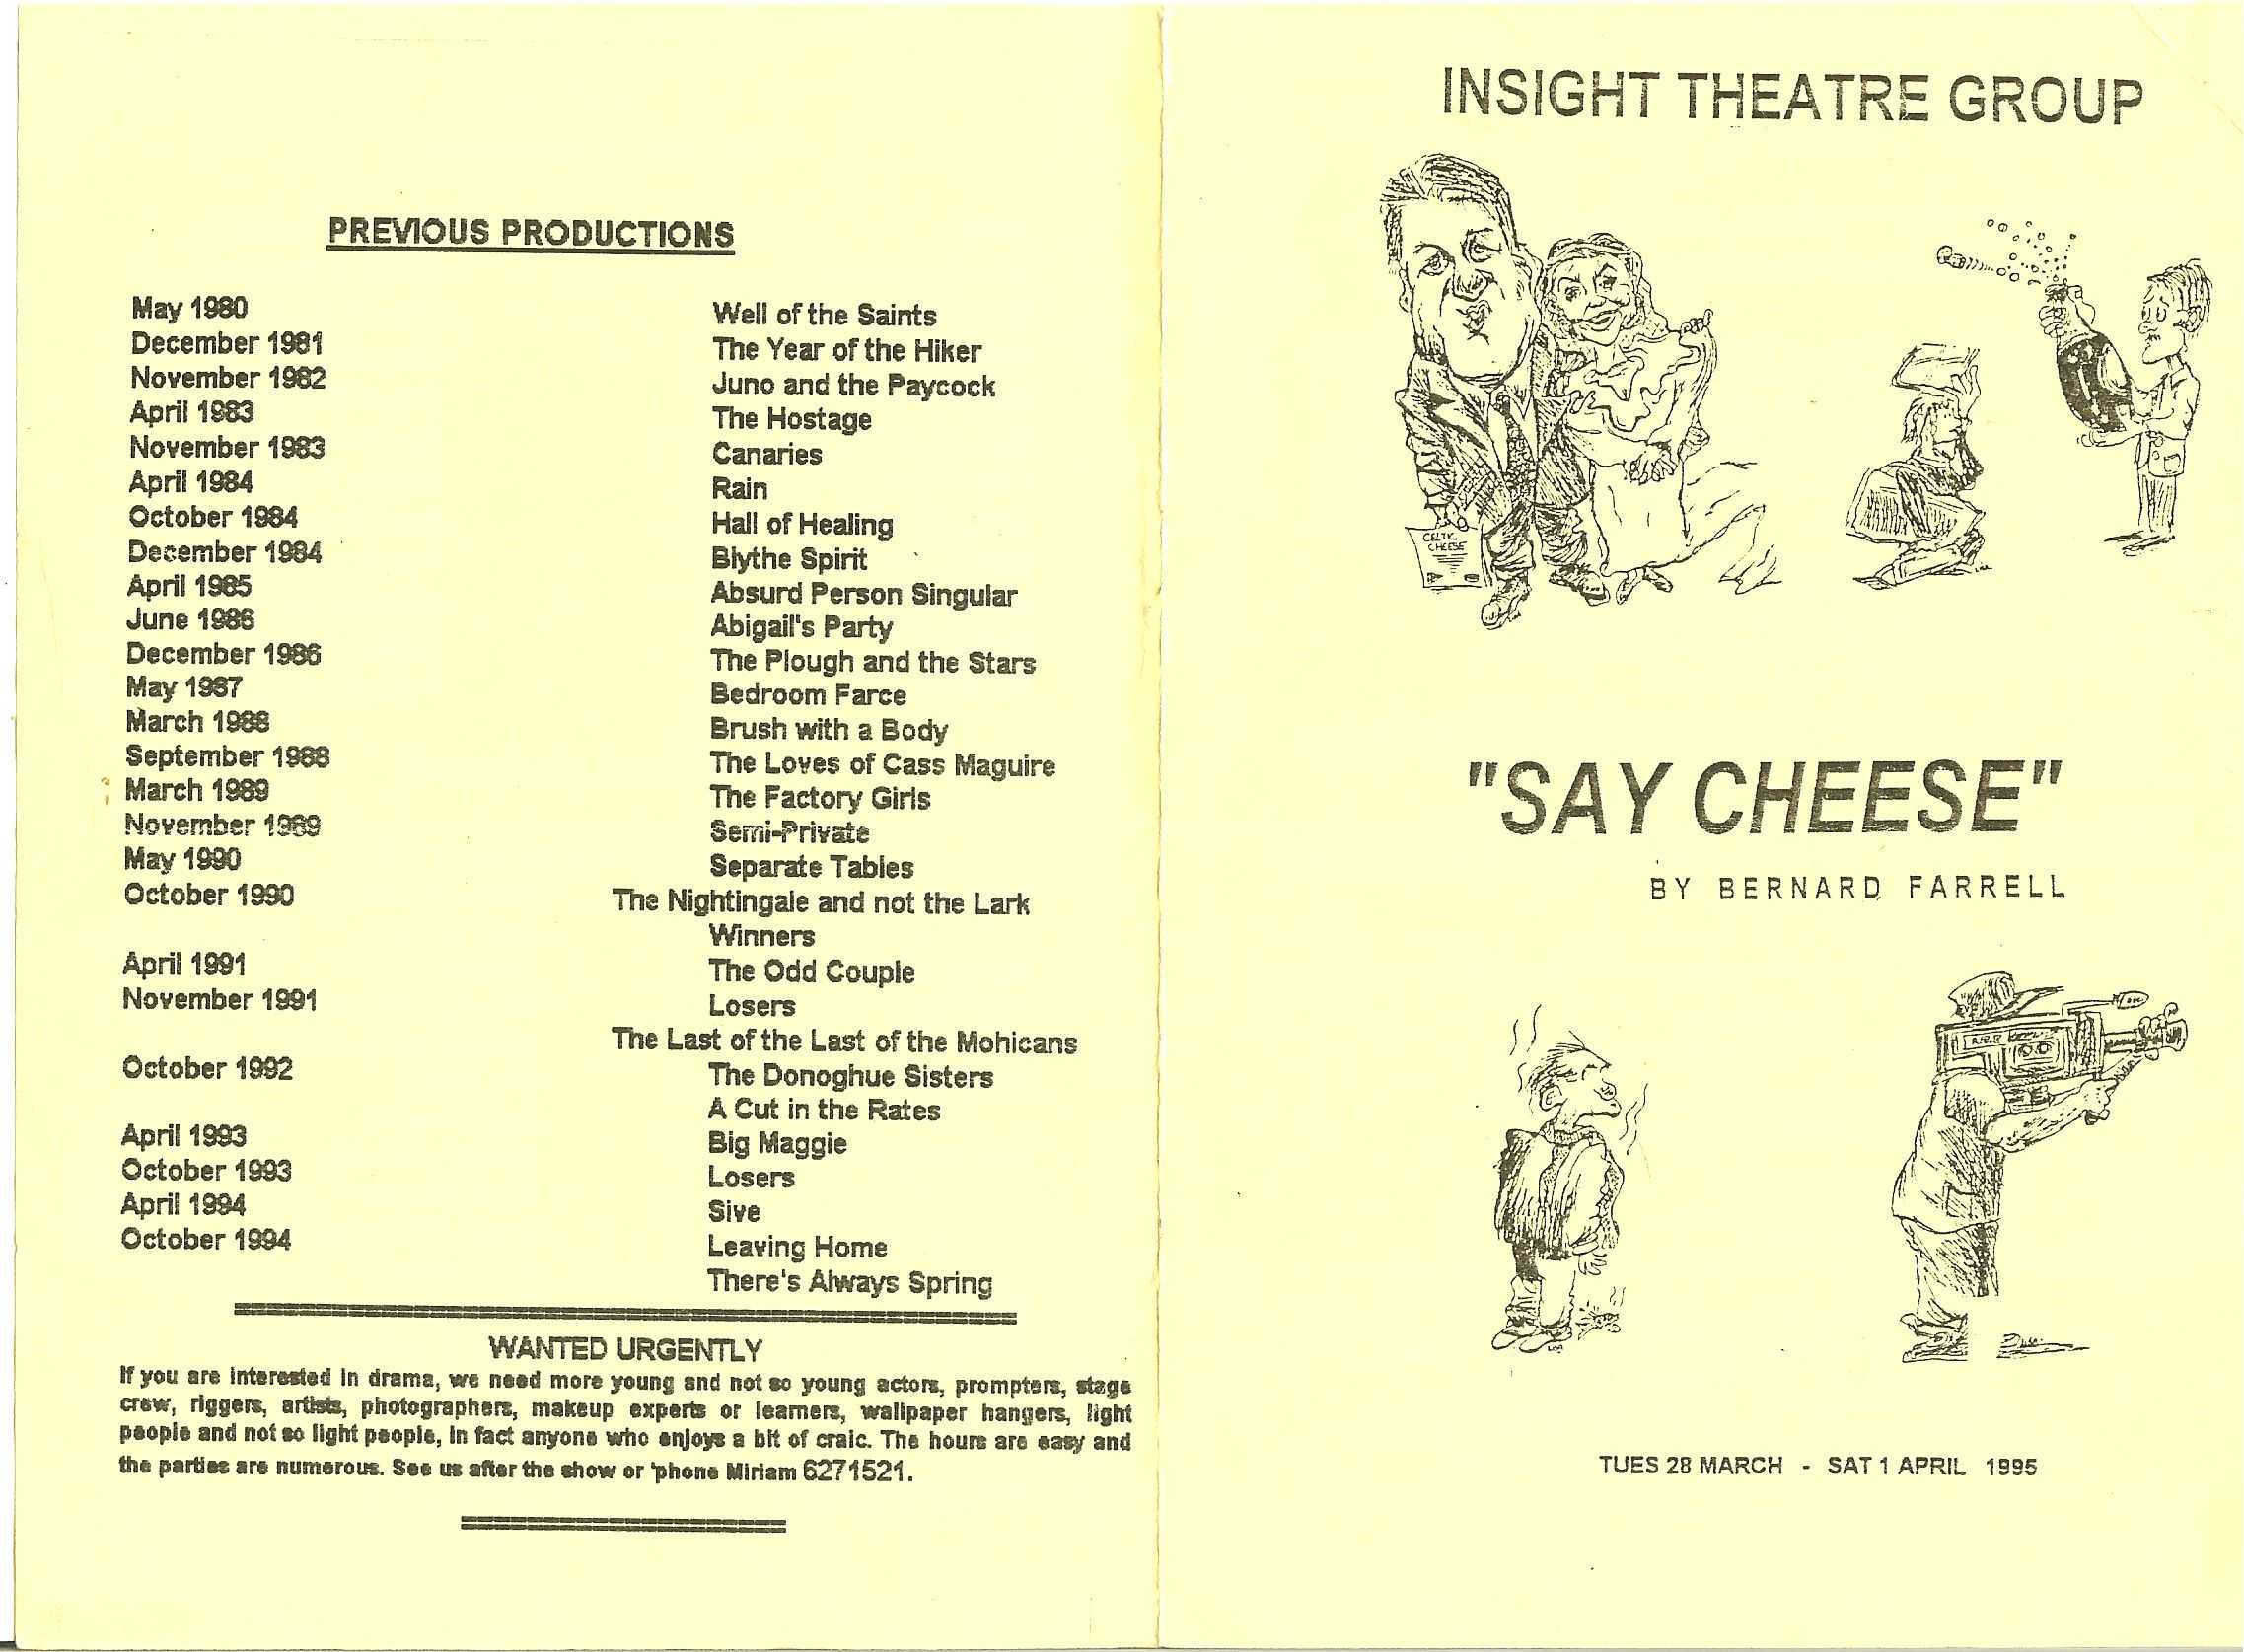 PREVIOUS PRODUCTIONS
May 1980 Well of the Saints
December 1981 The Year of the Hiker
November 1982 Juno and the Paycock
April 1983 The Hostage
November 1983 Canaries
April 1984 Rain
October 1984 Hall of Healing
December 1984 Blythe Spirit
April 1985 Absurd Person Singular
June 1986 Abigail's Party
December 1986 The Plough and the Stars
May 1987 Bedroom Farce
March 1988 Brush with a Body
September 1988 The Loves of Cass Maguire
March 1989 The Factory Girls
November 1989 Semi-Private
May 1990 Separate Tables
October 1990 The Nightingale and not the Lark
Winners
April 1991 The Odd Couple
November 1991 Losers
The Last of the Last of the Mohicans
October 1992 The Donoghue Sisters
A Cut in the Rates
April 1993 Big Maggie
October 1993 Losers
April 1994 Sive
October 1994 Leaving Home
There's Always Spring
WANTED URGENTLY
If you are interested in drama, we need more young and not so young actors, prompters, stage
crew, riggers, artists, photographers, makeup experts or learners, wallpaper hangers, light
people and not so light people, in fact anyone who enjoys a bit of craic. The hours are easy and
the parties are numerous. See us after the show or 'phone Miriam 6271521.
INSIGHT THEATRE GROUP
CELTIC
CHEESE
"SAY CHEESE"
BY BERNARD FARRELL
TUES 28 MARCH - SAT 1 APRIL 1995